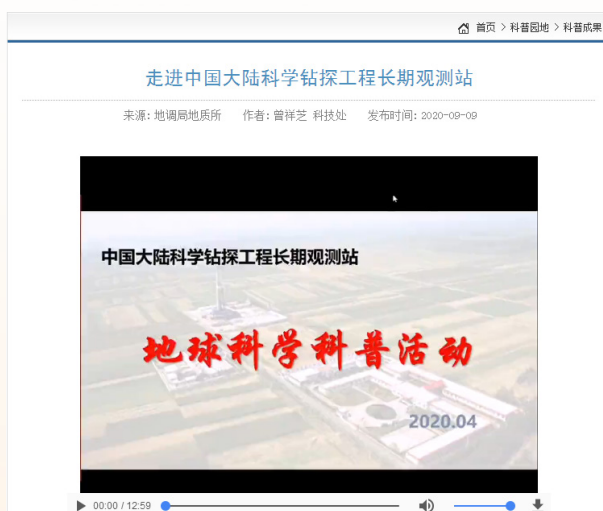 首页 > 科普园地 > 科普成果
走进中国大陆科学钻探工程长期观测站
来源: 地调局地质所 作者: 曾祥芝 科技处 发布时间: 2020-09-09
中国大陆科学钻探工程长期观测站
地球科学科普活动
2020.04
00:00 / 12:59